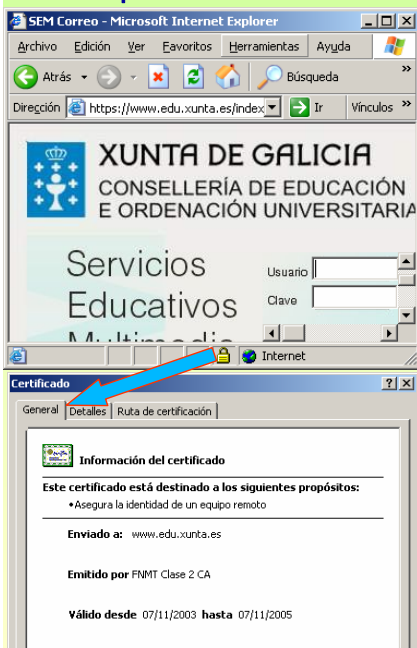 SEM Correo - Microsoft Internet Explorer
Archivo Edición Ver Favoritos Herramientas Ayuda
Atrás Búsqueda »
Dirección https://www.edu.xunta.es/index Ir Vínculos »
XUNTA DE GALICIA
CONSELLERÍA DE EDUCACIÓN
E ORDENACIÓN UNIVERSITARIA
Servicios
Usuario
Educativos
Clave
Multimedia
Internet
Certificado
General Detalles Ruta de certificación
Información del certificado
Este certificado está destinado a los siguientes propósitos:
•Asegura la identidad de un equipo remoto
Enviado a: www.edu.xunta.es
Emitido por FNMT Clase 2 CA
Válido desde 07/11/2003 hasta 07/11/2005